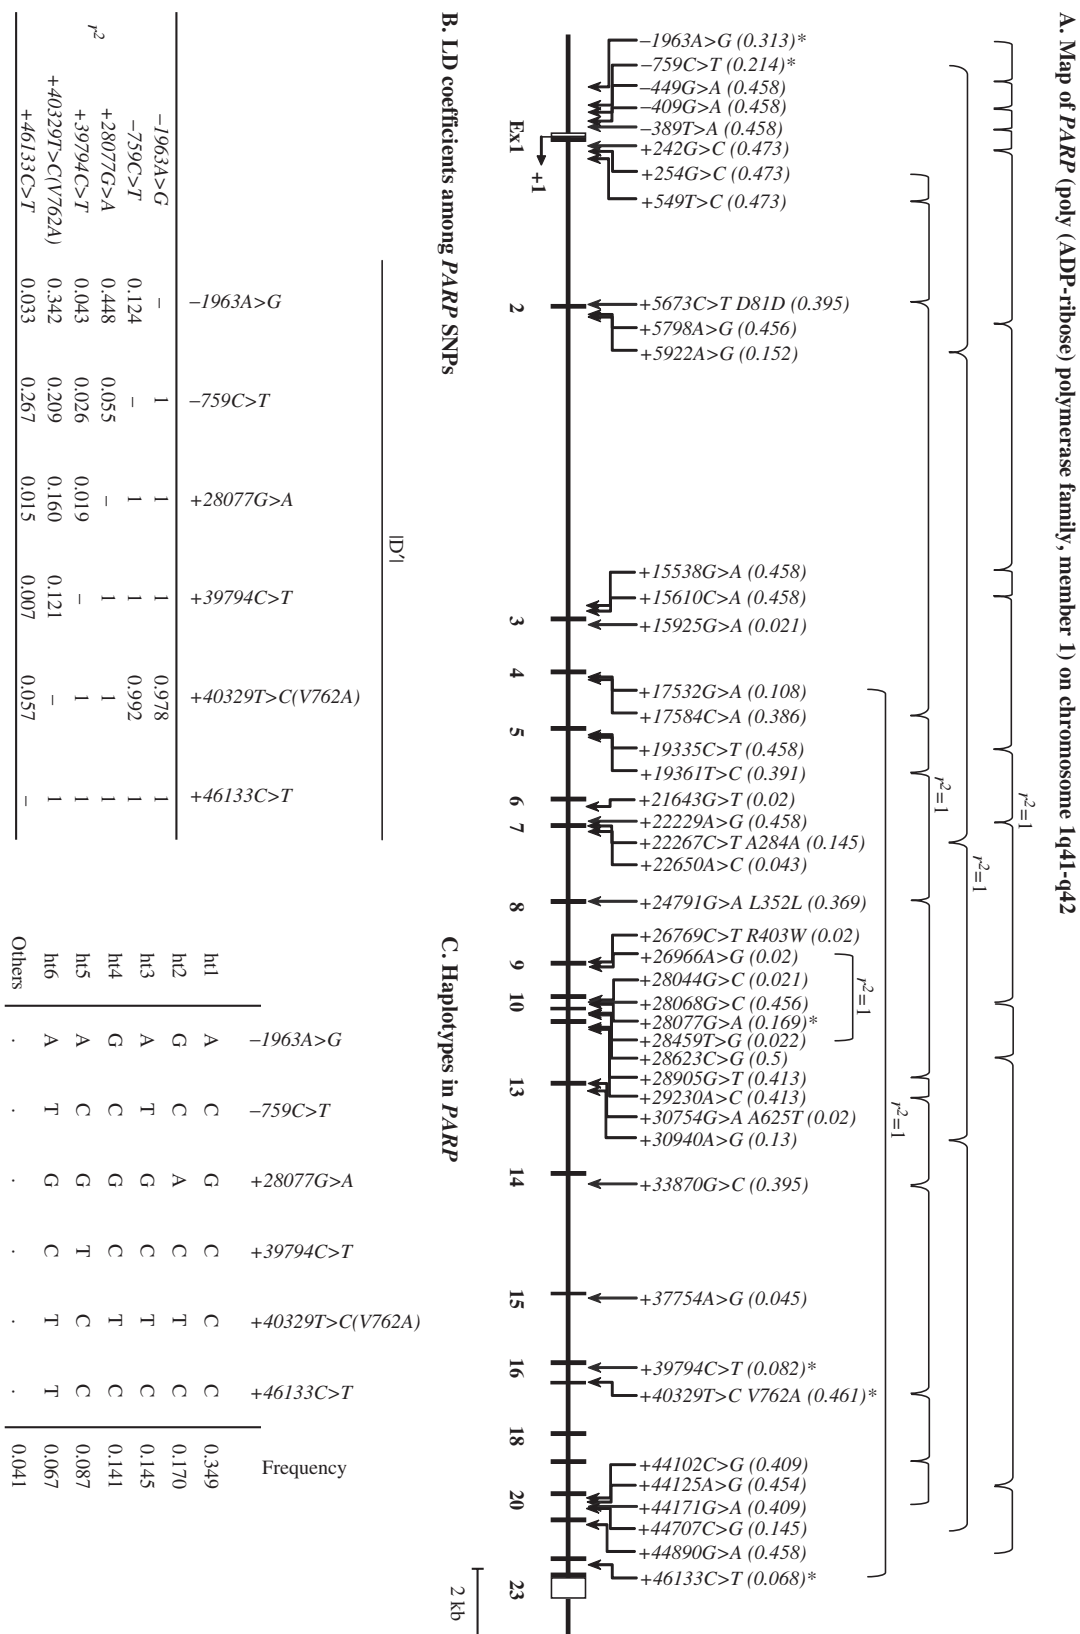 A. Map of PARP (poly (ADP-ribose) polymerase family, member 1) on chromosome 1q41-q42
r²=1
r²=1
r²=1
r²=1
r²=1
−1963A>G (0.313)*
−759C>T (0.214)*
−449G>A (0.458)
−409G>A (0.458)
−389T>A (0.458)
+242G>C (0.473)
+254G>C (0.473)
+549T>C (0.473)
+5673C>T D81D (0.395)
+5798A>G (0.456)
+5922A>G (0.152)
+15538G>A (0.458)
+15610C>A (0.458)
+15925G>A (0.021)
+17532G>A (0.108)
+17584C>A (0.386)
+19335C>T (0.458)
+19361T>C (0.391)
+21643G>T (0.02)
+22229A>G (0.458)
+22267C>T A284A (0.145)
+22650A>C (0.043)
+24791G>A L352L (0.369)
+26769C>T R403W (0.02)
+26966A>G (0.02)
+28044G>C (0.021)
+28068G>C (0.456)
+28077G>A (0.169)*
+28459T>G (0.022)
+28623C>G (0.5)
+28905G>T (0.413)
+29230A>C (0.413)
+30754G>A A625T (0.02)
+30940A>G (0.13)
+33870G>C (0.395)
+37754A>G (0.045)
+39794C>T (0.082)*
+40329T>C V762A (0.461)*
+44102C>G (0.409)
+44125A>G (0.454)
+44171G>A (0.409)
+44707C>G (0.145)
+44890G>A (0.458)
+46133C>T (0.068)*
+1
Ex1 2 3 4 5 6 7 8 9 10 13 14 15 16 18 20 23
2 kb
B. LD coefficients among PARP SNPs
|D′|
−1963A>G −759C>T +28077G>A +39794C>T +40329T>C(V762A) +46133C>T
−1963A>G – 1 1 1 0.978 1
−759C>T 0.124 – 1 1 0.992 1
+28077G>A 0.448 0.055 – 1 1 1
r² +39794C>T 0.043 0.026 0.019 – 1 1
+40329T>C(V762A) 0.342 0.209 0.160 0.121 – 1
+46133C>T 0.033 0.267 0.015 0.007 0.057 –
C. Haplotypes in PARP
−1963A>G −759C>T +28077G>A +39794C>T +40329T>C(V762A) +46133C>T Frequency
ht1 A C G C C C 0.349
ht2 G C A C T C 0.170
ht3 A T G C T C 0.145
ht4 G C G C T C 0.141
ht5 A C G T C C 0.087
ht6 A T G C T T 0.067
Others . . . . . . 0.041